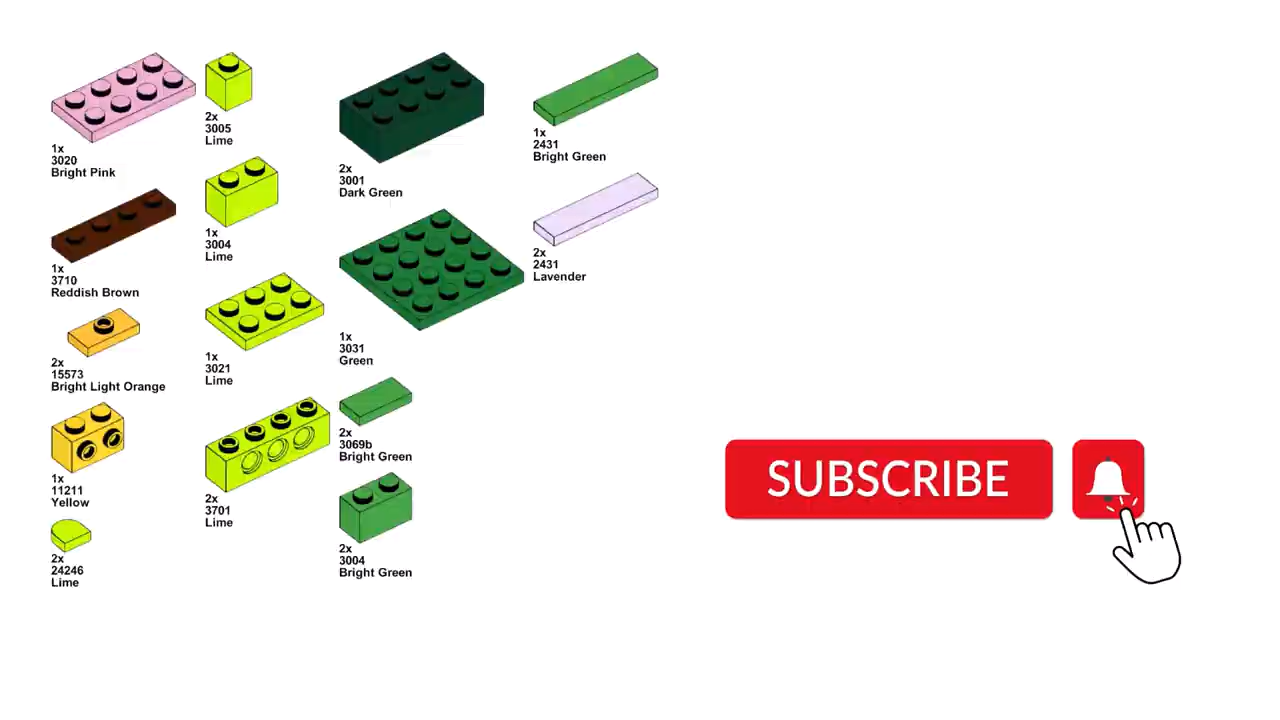 1x
3020
Bright Pink
1x
3710
Reddish Brown
2x
15573
Bright Light Orange
1x
11211
Yellow
2x
24246
Lime
2x
3005
Lime
1x
3004
Lime
1x
3021
Lime
2x
3701
Lime
2x
3001
Dark Green
1x
3031
Green
2x
3069b
Bright Green
2x
3004
Bright Green
1x
2431
Bright Green
2x
2431
Lavender
SUBSCRIBE